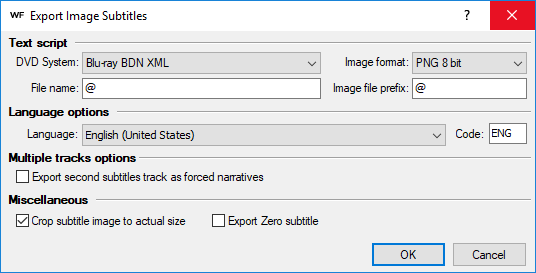 WF Export Image Subtitles ?
Text script
DVD System: Blu-ray BDN XML Image format: PNG 8 bit
File name: @ Image file prefix: @
Language options
Language: English (United States) Code: ENG
Multiple tracks options
Export second subtitles track as forced narratives
Miscellaneous
Crop subtitle image to actual size Export Zero subtitle
OK Cancel